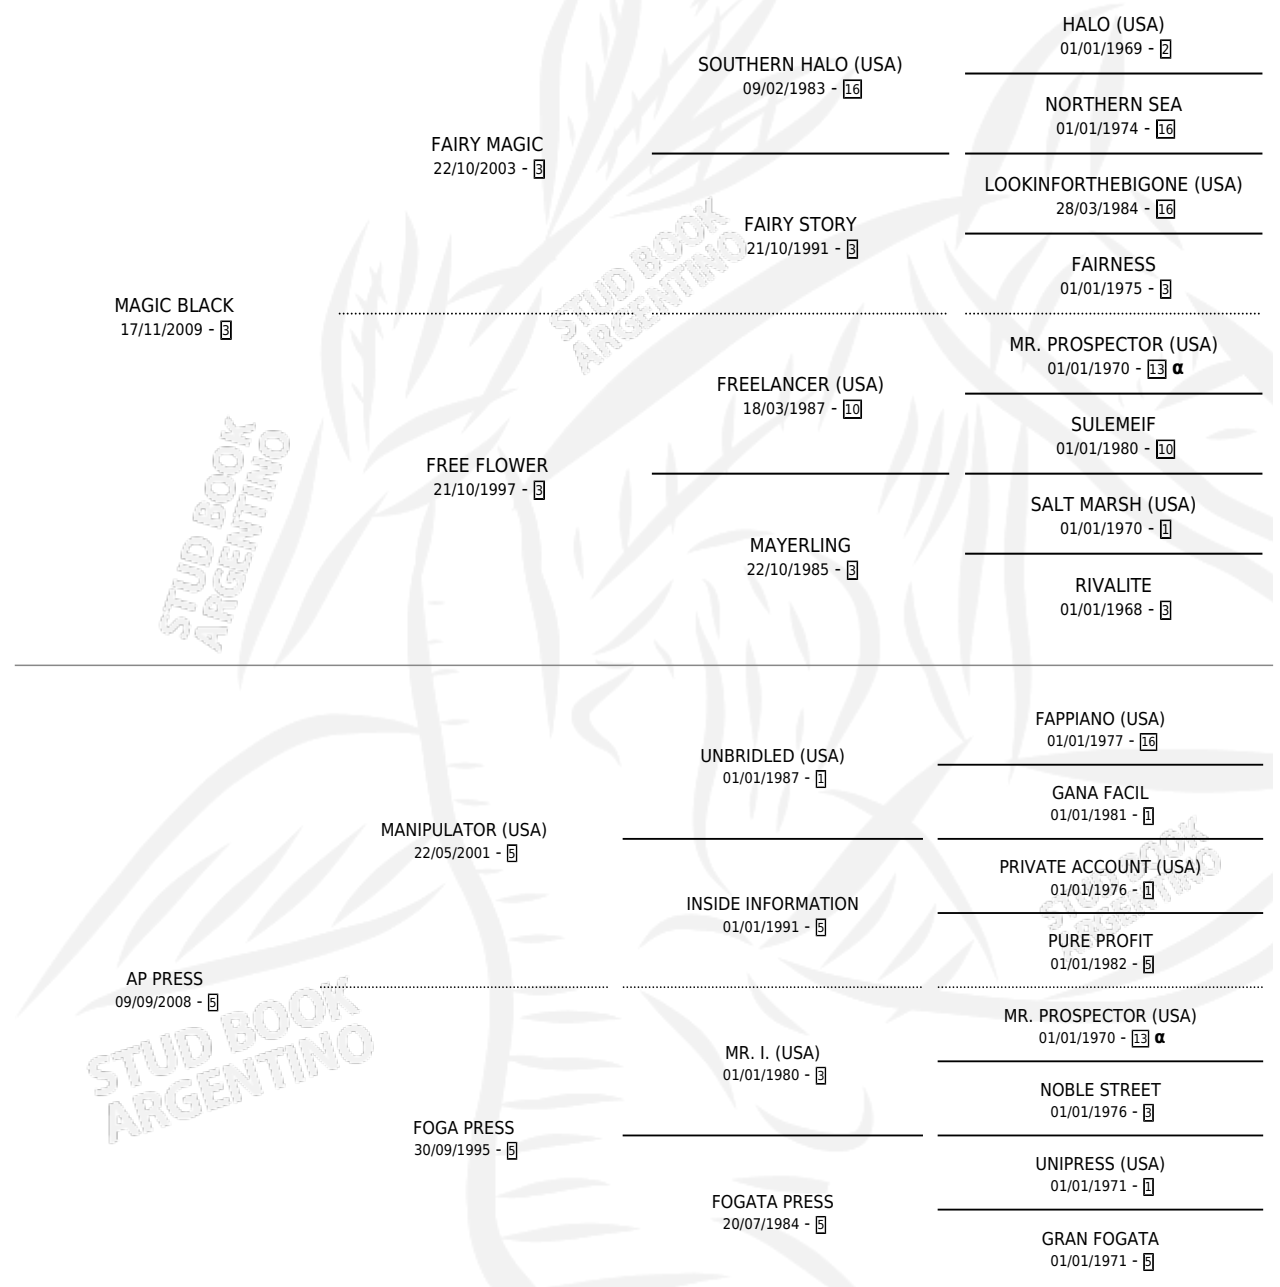 HALO (USA)
01/01/1969 - 2
SOUTHERN HALO (USA)
09/02/1983 - 16
NORTHERN SEA
01/01/1974 - 16
FAIRY MAGIC
22/10/2003 - 3
LOOKINFORTHEBIGONE (USA)
28/03/1984 - 16
FAIRY STORY
21/10/1991 - 3
FAIRNESS
01/01/1975 - 3
MAGIC BLACK
17/11/2009 - 3
MR. PROSPECTOR (USA)
01/01/1970 - 13 α
FREELANCER (USA)
18/03/1987 - 10
SULEMEIF
01/01/1980 - 10
FREE FLOWER
21/10/1997 - 3
SALT MARSH (USA)
01/01/1970 - 1
MAYERLING
22/10/1985 - 3
RIVALITE
01/01/1968 - 3
STUD BOOK
ARGENTINO
STUD BOOK
ARGENTINO
FAPPIANO (USA)
01/01/1977 - 16
UNBRIDLED (USA)
01/01/1987 - 1
GANA FACIL
01/01/1981 - 1
MANIPULATOR (USA)
22/05/2001 - 5
PRIVATE ACCOUNT (USA)
01/01/1976 - 1
INSIDE INFORMATION
01/01/1991 - 5
PURE PROFIT
01/01/1982 - 5
AP PRESS
09/09/2008 - 5
MR. PROSPECTOR (USA)
01/01/1970 - 13 α
MR. I. (USA)
01/01/1980 - 3
NOBLE STREET
01/01/1976 - 3
FOGA PRESS
30/09/1995 - 5
UNIPRESS (USA)
01/01/1971 - 1
FOGATA PRESS
20/07/1984 - 5
GRAN FOGATA
01/01/1971 - 5
STUD BOOK
ARGENTINO
STUD BOOK
ARGENTINO